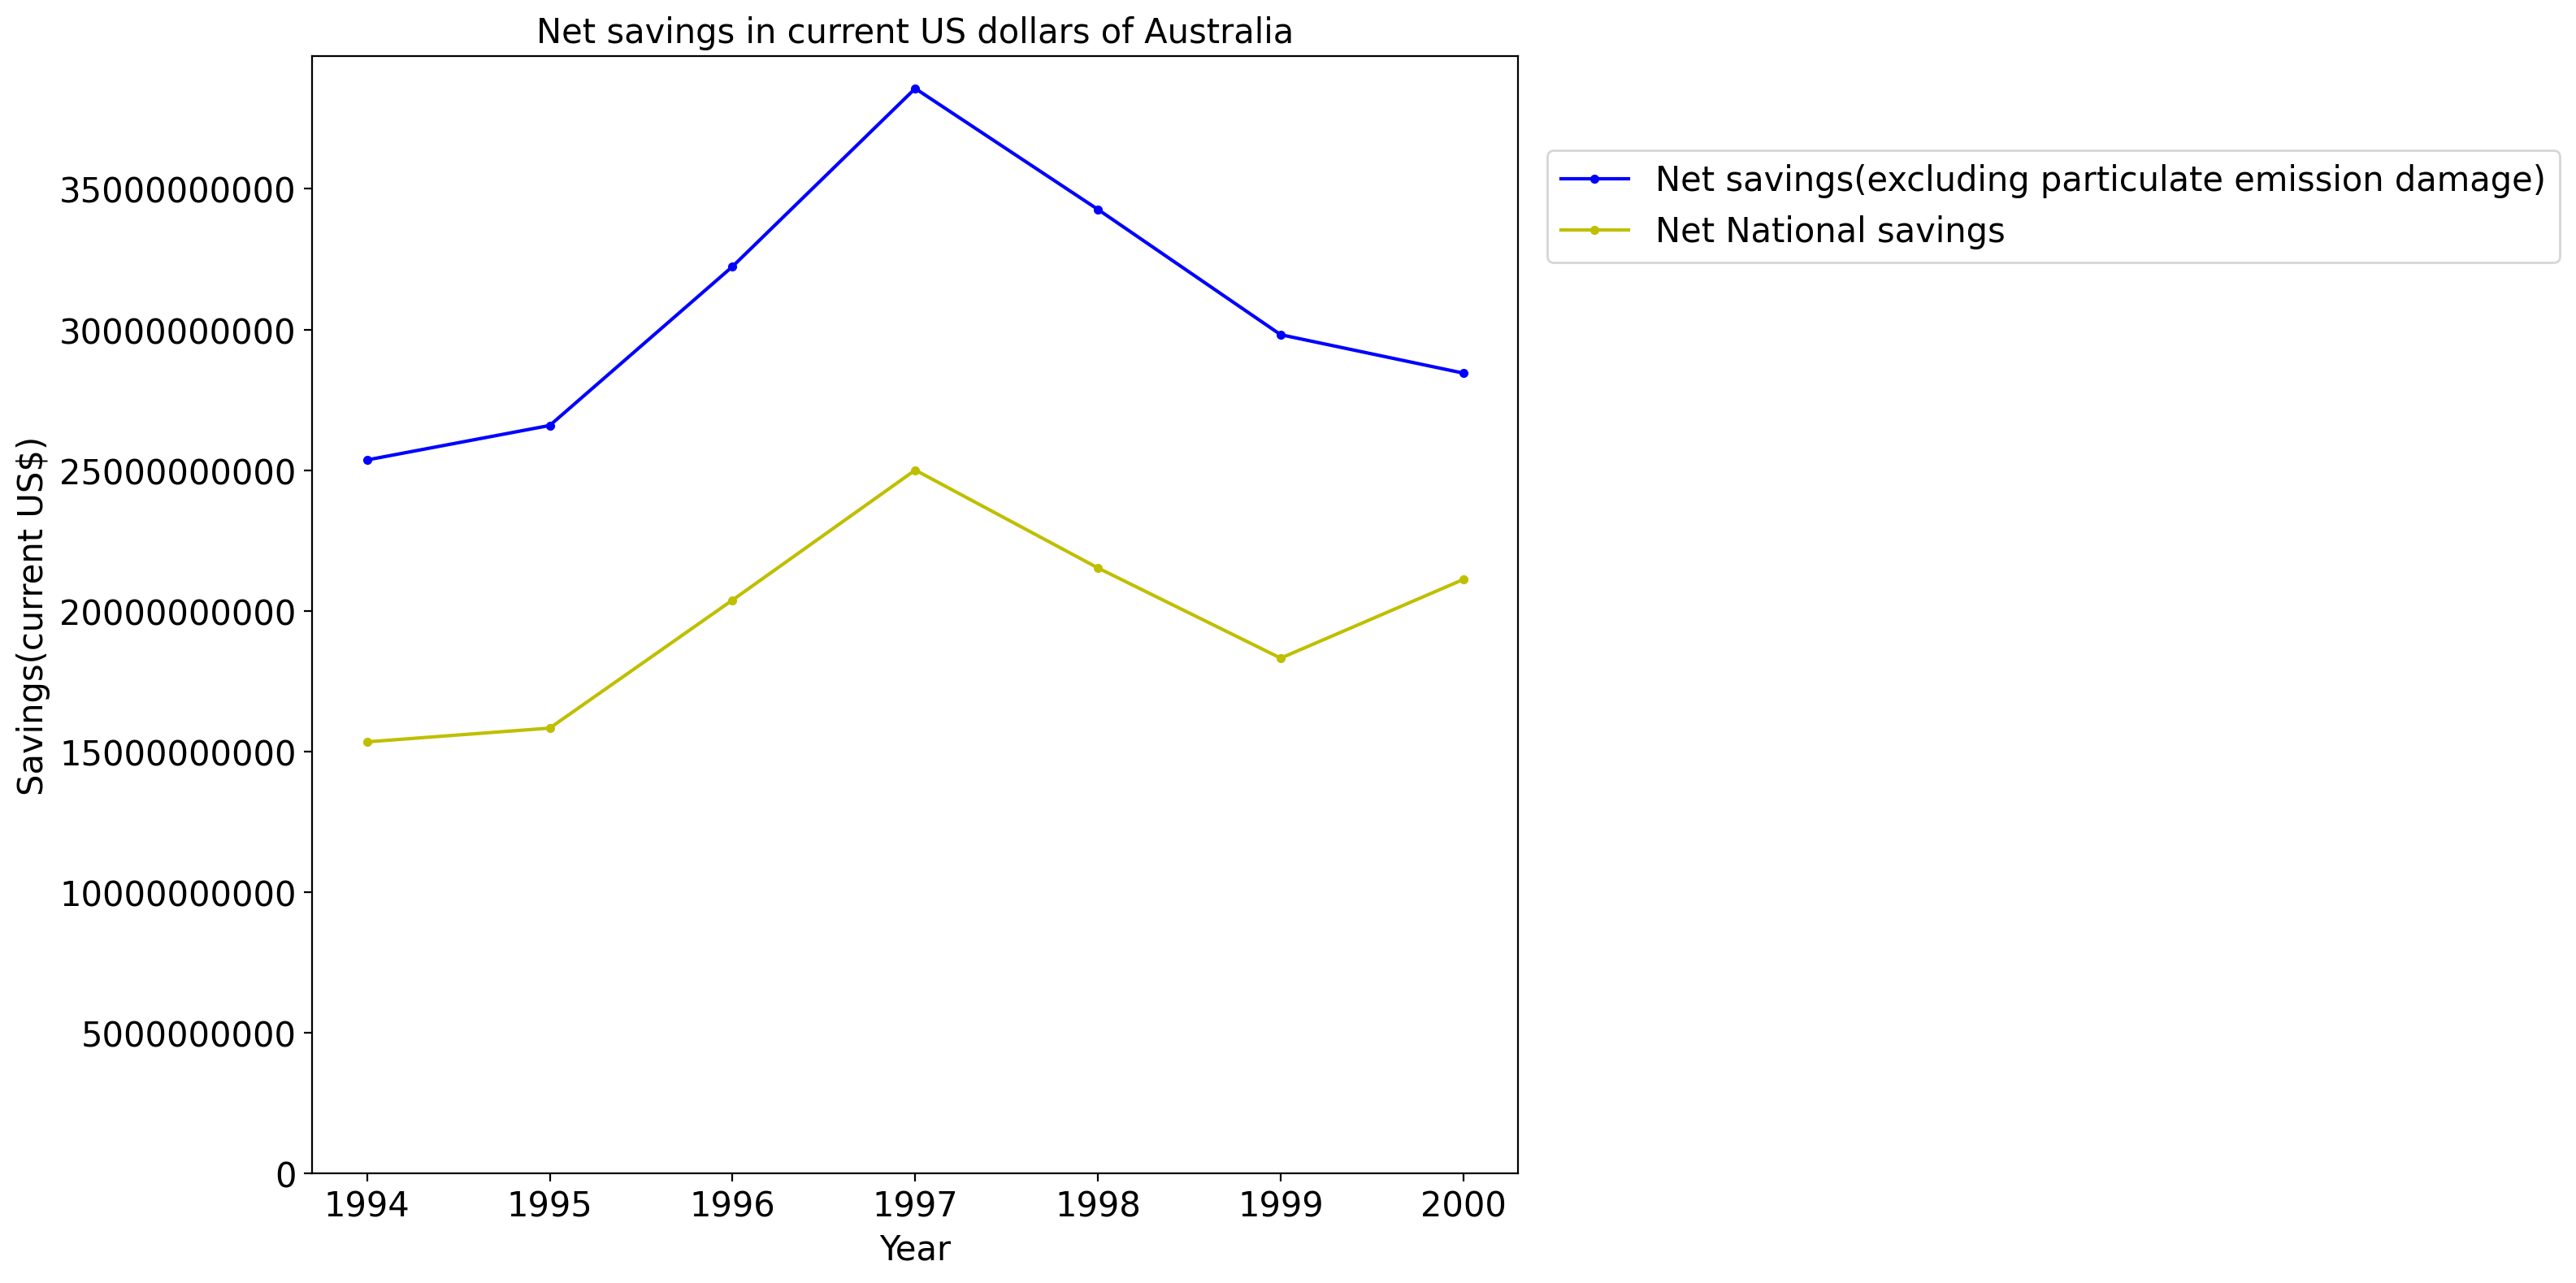 Net savings in current US dollars of Australia
Net savings(excluding particulate emission damage)
Net National savings
Savings(current US$)
35000000000
30000000000
25000000000
20000000000
15000000000
10000000000
5000000000
0
1994 1995 1996 1997 1998 1999 2000
Year